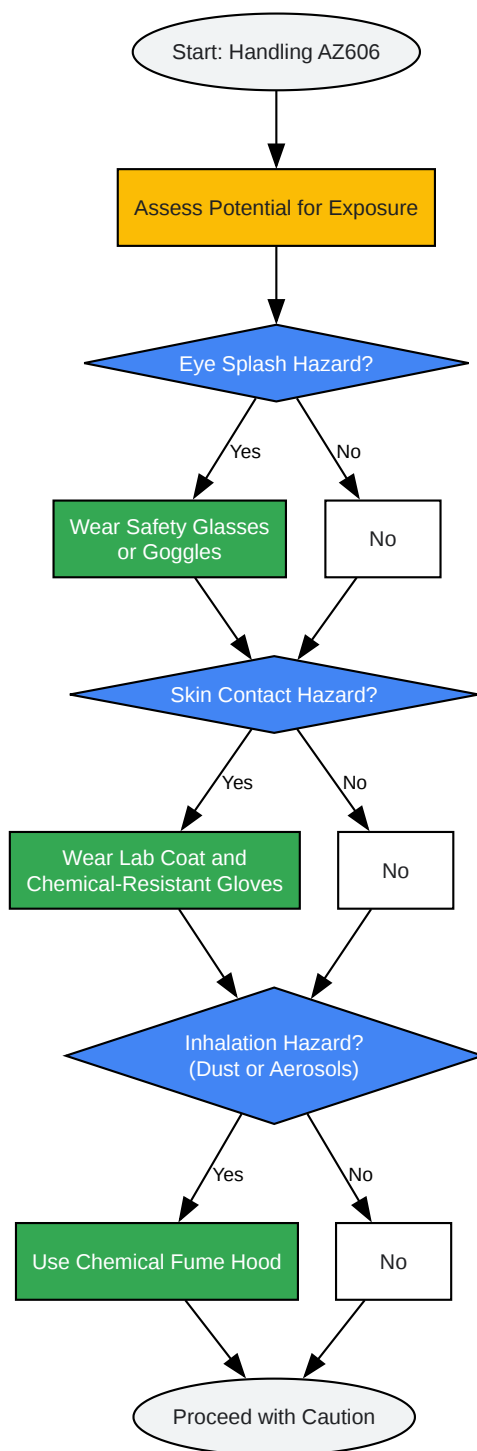 Start: Handling AZ606
Assess Potential for Exposure
Eye Splash Hazard?
Yes
No
Wear Safety Glasses
or Goggles
No
Skin Contact Hazard?
Yes
No
Wear Lab Coat and
Chemical-Resistant Gloves
No
Inhalation Hazard?
(Dust or Aerosols)
Yes
No
Use Chemical Fume Hood
No
Proceed with Caution